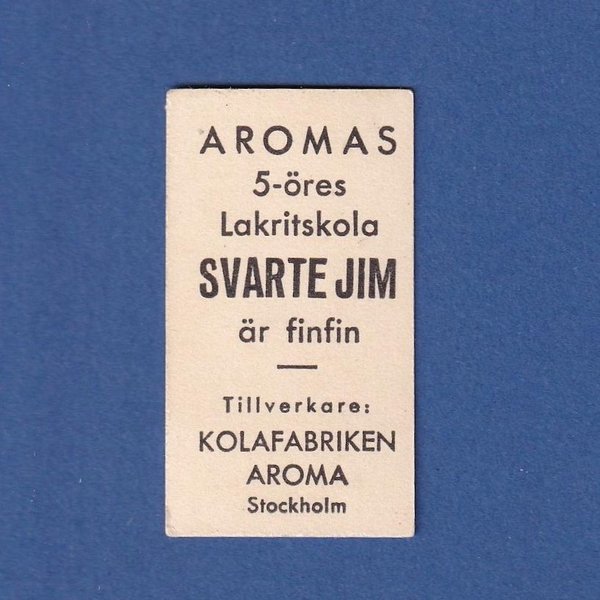 AROMAS
5-öres
Lakritskola
SVARTE JIM
är finfin
Tillverkare:
KOLAFABRIKEN
AROMA
Stockholm